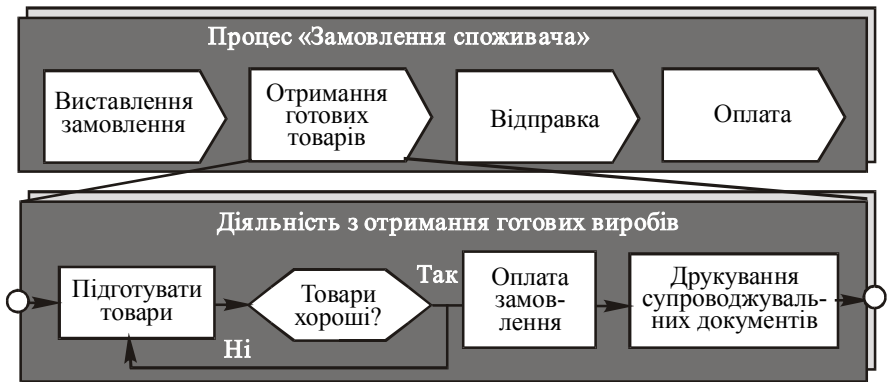 Процес «Замовлення споживача»
Виставлення
замовлення
Отримання
готових
товарів
Відправка
Оплата
Діяльність з отримання готових виробів
Підготувати
товари
Товари
хороші?
Так
Ні
Оплата
замов-
лення
Друкування
супроводжуваль-
них документів